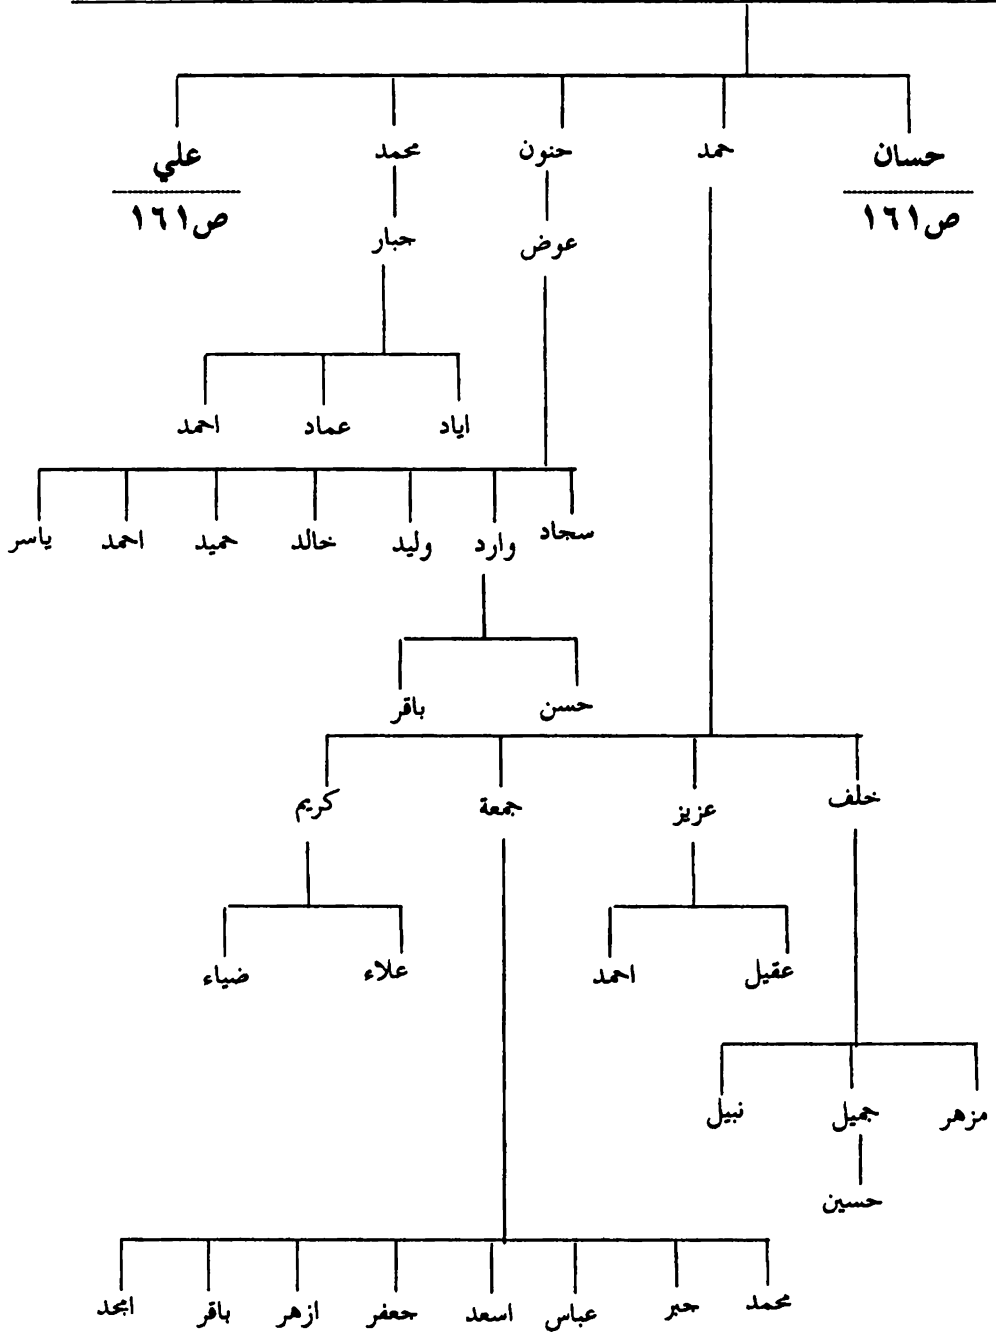 حسان حمد حنون محمد علي
ص١٦١ ص١٦١
عوض جبار
اياد عماد احمد
سجاد وارد وليد خالد حميد احمد ياسر
حسن باقر
خلف عزيز جمعة كريم
عقيل احمد علاء ضياء
مزهر جميل نبيل
حسين
محمد جبر عباس اسعد جعفر ازهر باقر امجد